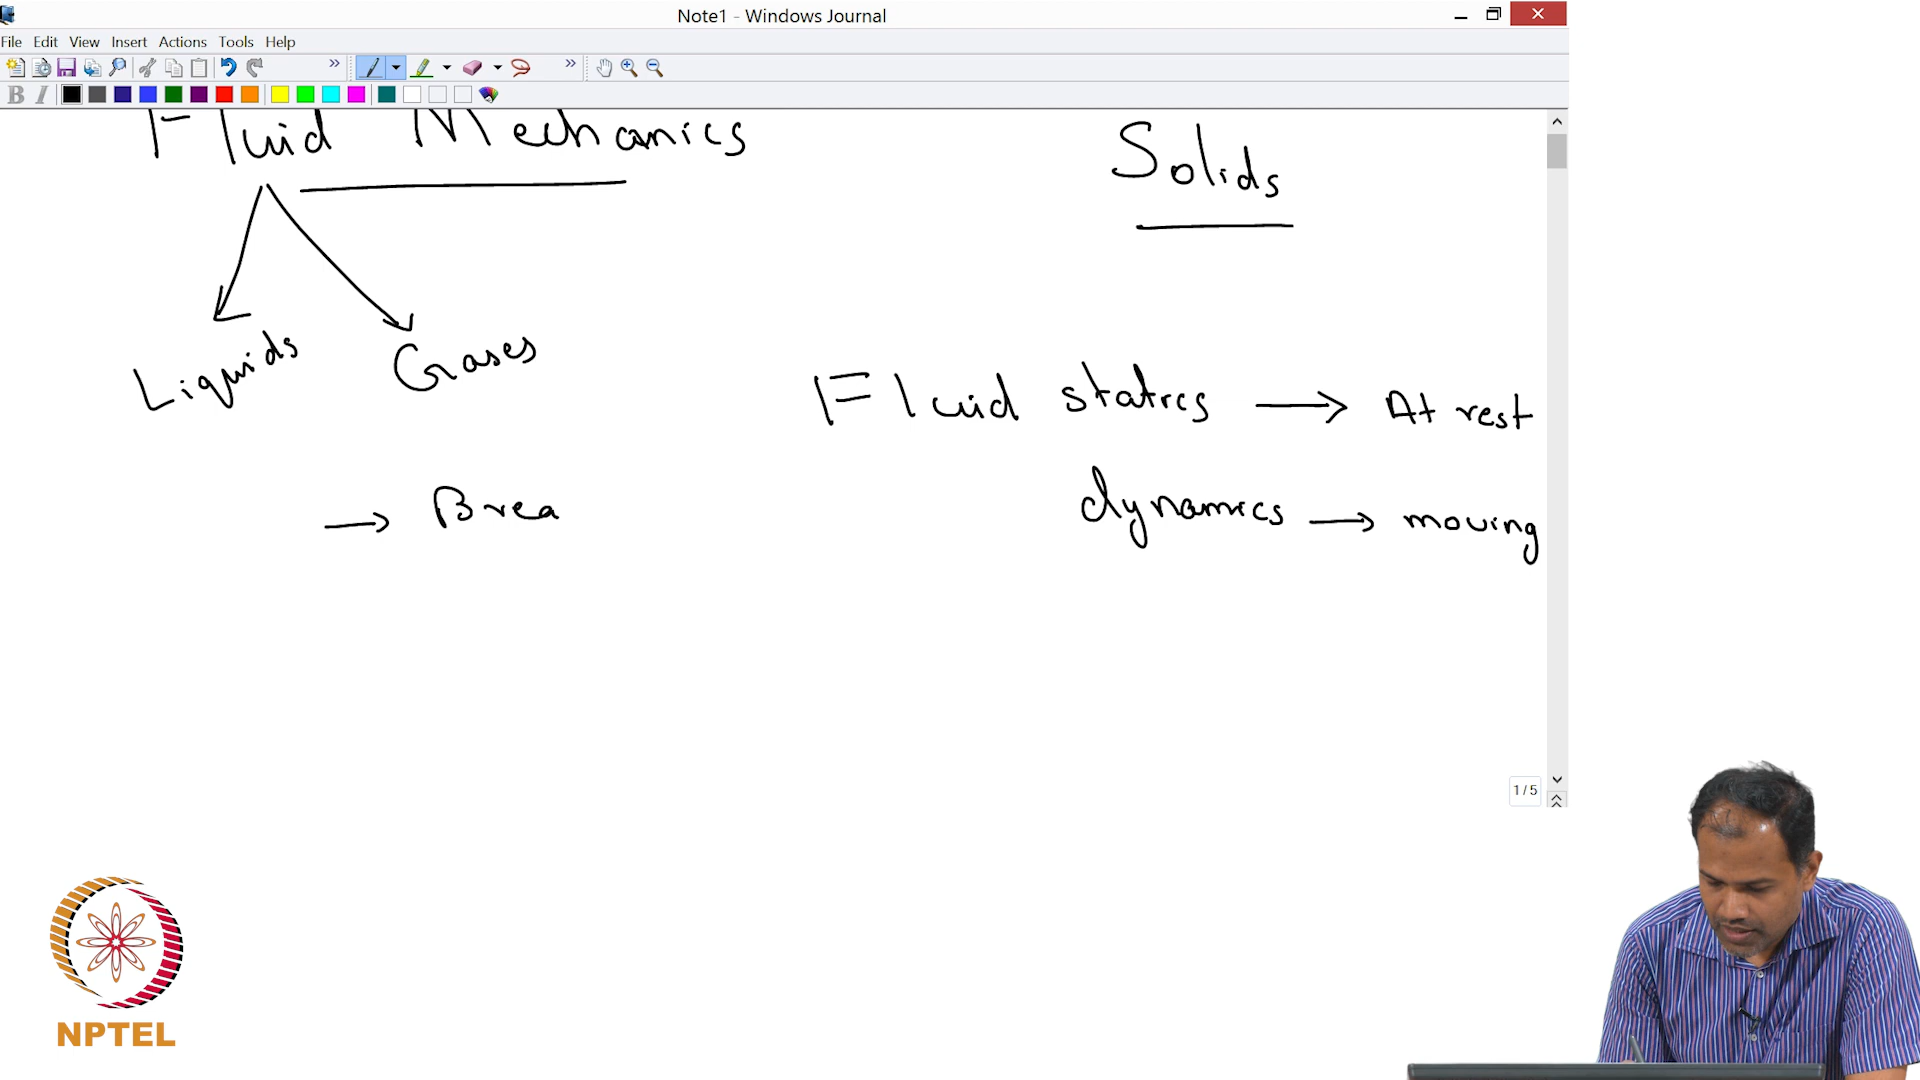 Note1 - Windows Journal
File Edit View Insert Actions Tools Help
B I
Fluid Mechanics
Solids
Liquids
Gases
Fluid statics → At rest
dynamics → moving
→ Brea
1 / 5
NPTEL